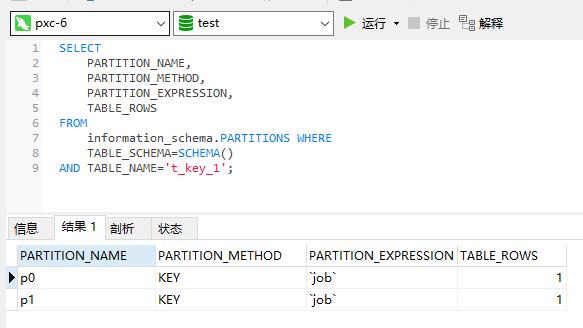 pxc-6 test 运行 停止 解释
1 SELECT
2 PARTITION_NAME,
3 PARTITION_METHOD,
4 PARTITION_EXPRESSION,
5 TABLE_ROWS
6 FROM
7 information_schema.PARTITIONS WHERE
8 TABLE_SCHEMA=SCHEMA()
9 AND TABLE_NAME='t_key_1';
信息 结果 1 剖析 状态
PARTITION_NAME PARTITION_METHOD PARTITION_EXPRESSION TABLE_ROWS
p0 KEY `job` 1
p1 KEY `job` 1